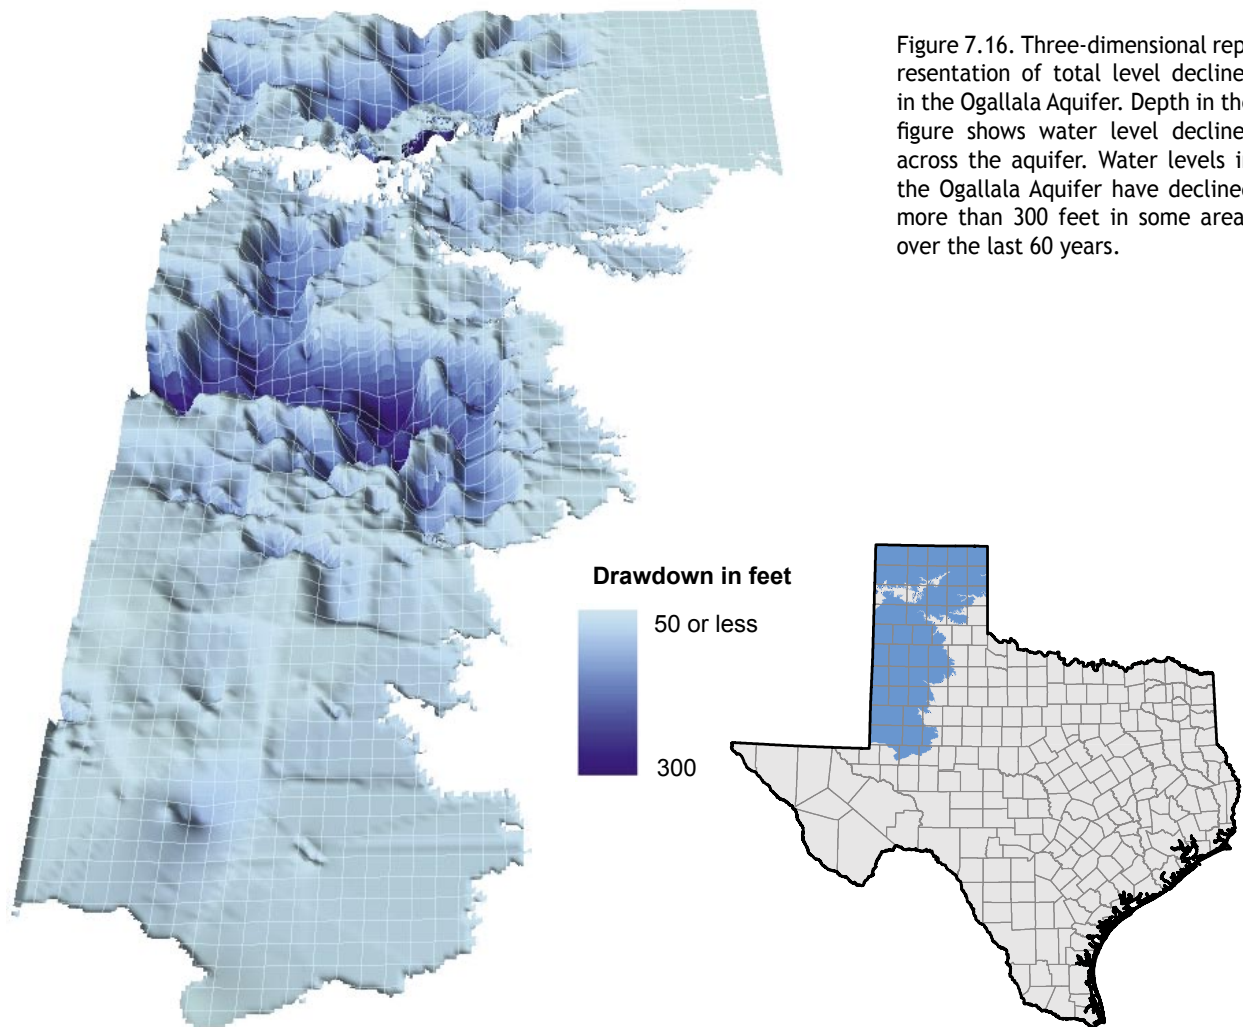 Figure 7.16. Three-dimensional rep
resentation of total level decline
in the Ogallala Aquifer. Depth in the
figure shows water level decline
across the aquifer. Water levels i
the Ogallala Aquifer have declined
more than 300 feet in some area
over the last 60 years.
Drawdown in feet
50 or less
300